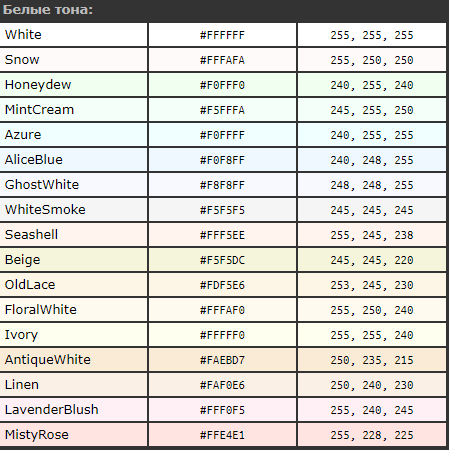 Белые тона:
White #FFFFFF 255, 255, 255
Snow #FFFAFA 255, 250, 250
Honeydew #F0FFF0 240, 255, 240
MintCream #F5FFFA 245, 255, 250
Azure #F0FFFF 240, 255, 255
AliceBlue #F0F8FF 240, 248, 255
GhostWhite #F8F8FF 248, 248, 255
WhiteSmoke #F5F5F5 245, 245, 245
Seashell #FFF5EE 255, 245, 238
Beige #F5F5DC 245, 245, 220
OldLace #FDF5E6 253, 245, 230
FloralWhite #FFFAF0 255, 250, 240
Ivory #FFFFF0 255, 255, 240
AntiqueWhite #FAEBD7 250, 235, 215
Linen #FAF0E6 250, 240, 230
LavenderBlush #FFF0F5 255, 240, 245
MistyRose #FFE4E1 255, 228, 225